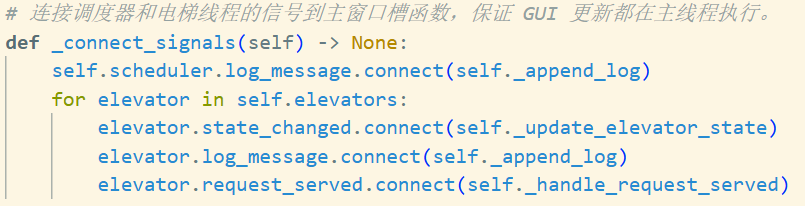 # 连接调度器和电梯线程的信号到主窗口槽函数，保证 GUI 更新都在主线程执行。
def _connect_signals(self) -> None:
    self.scheduler.log_message.connect(self._append_log)
    for elevator in self.elevators:
        elevator.state_changed.connect(self._update_elevator_state)
        elevator.log_message.connect(self._append_log)
        elevator.request_served.connect(self._handle_request_served)